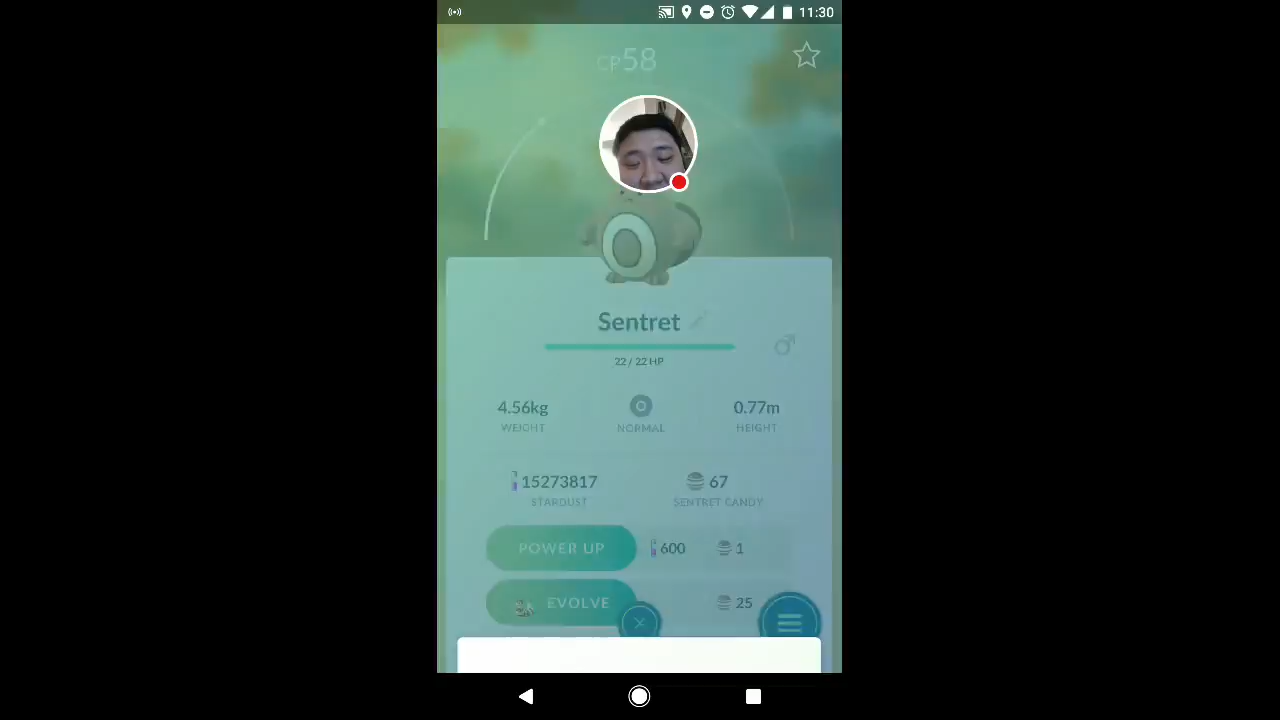 11:30
CP58
Sentret
22 / 22 HP
4.56kg
WEIGHT
NORMAL
0.77m
HEIGHT
15273817
STARDUST
67
SENTRET CANDY
POWER UP 600 1
EVOLVE 25